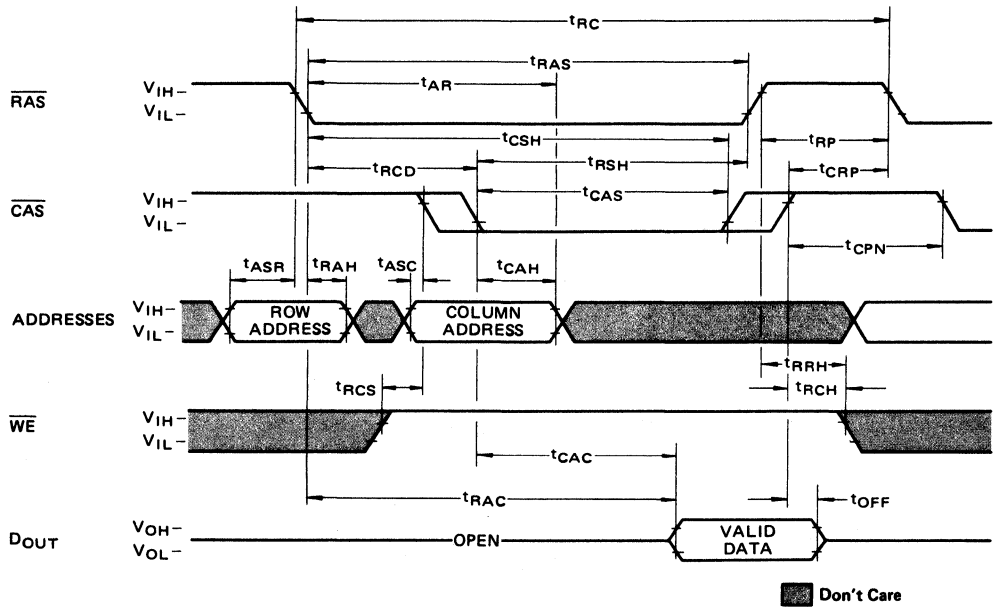 tRC
tRAS
tAR
RAS
VIH–
VIL–
tCSH
tRP
tRCD
tRSH
tCRP
CAS
VIH–
VIL–
tCAS
tCPN
tASR
tRAH
tASC
tCAH
ADDRESSES
VIH–
VIL–
ROW
ADDRESS
COLUMN
ADDRESS
tRRH
tRCS
tRCH
WE
VIH–
VIL–
tCAC
tRAC
tOFF
DOUT
VOH–
VOL–
OPEN
VALID
DATA
Don't Care